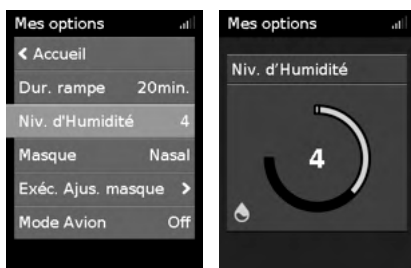 Mes options
< Accueil
Dur. rampe 20min.
Niv. d'Humidité 4
Masque Nasal
Exéc. Ajus. masque >
Mode Avion Off
Mes options
Niv. d'Humidité
4